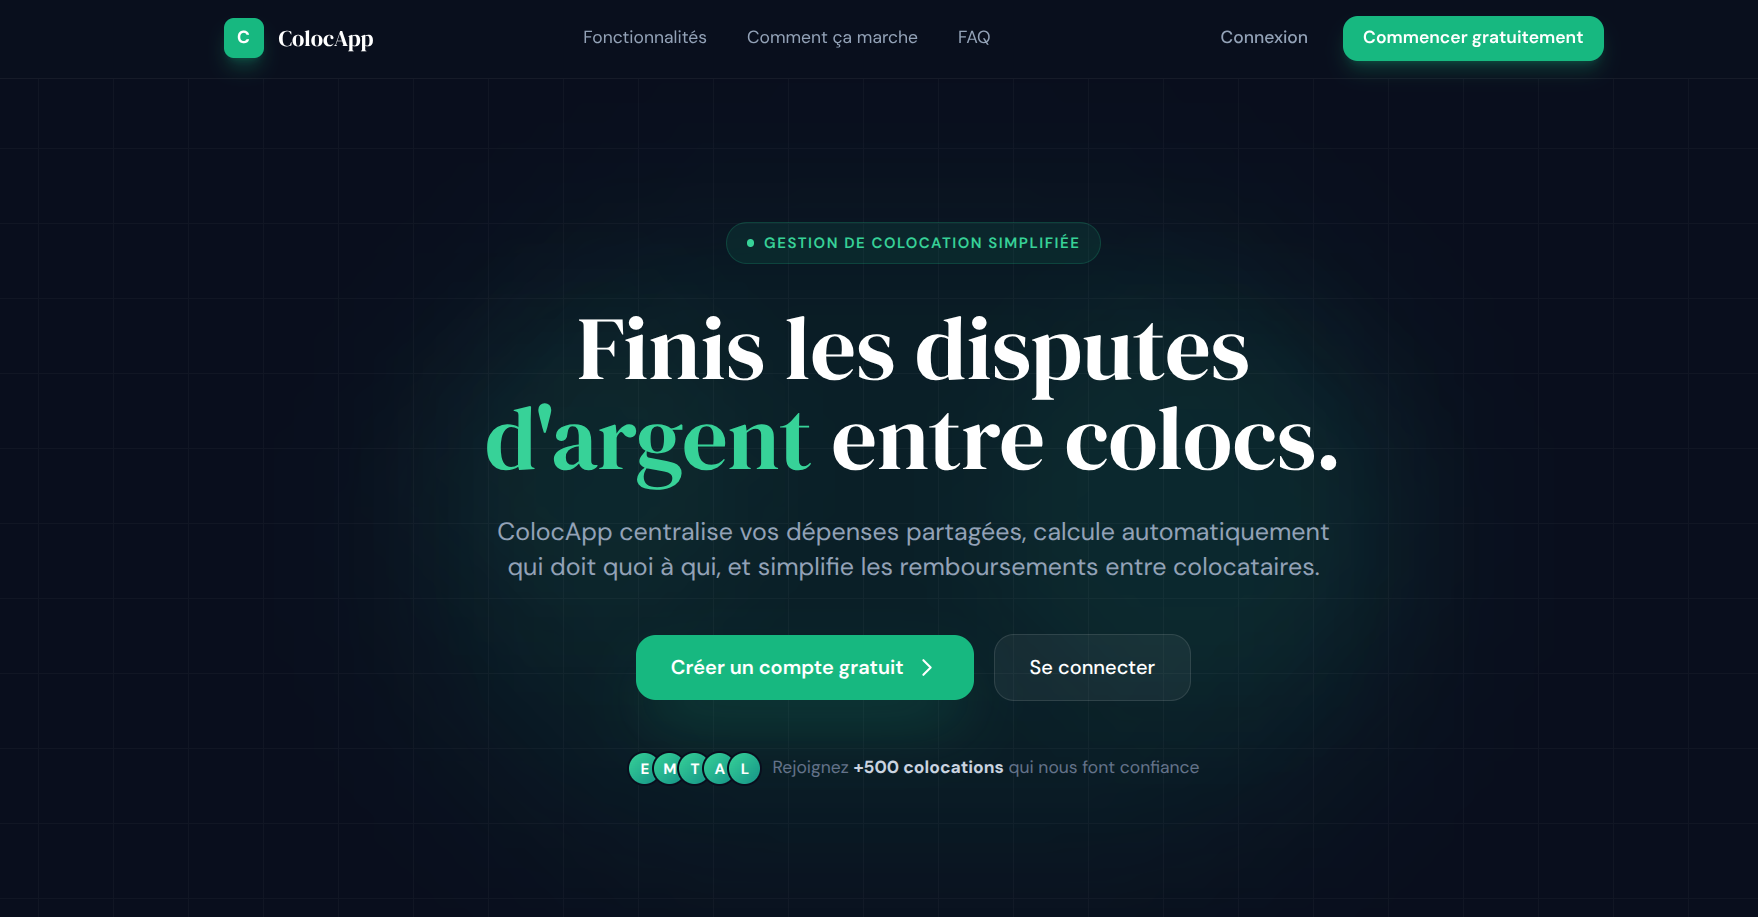 C
ColocApp
Fonctionnalités
Comment ça marche
FAQ
Connexion
Commencer gratuitement
GESTION DE COLOCATION SIMPLIFIÉE
Finis les disputes
d'argent entre colocs.
ColocApp centralise vos dépenses partagées, calcule automatiquement
qui doit quoi à qui, et simplifie les remboursements entre colocataires.
Créer un compte gratuit
Se connecter
E M T A L
Rejoignez +500 colocations qui nous font confiance